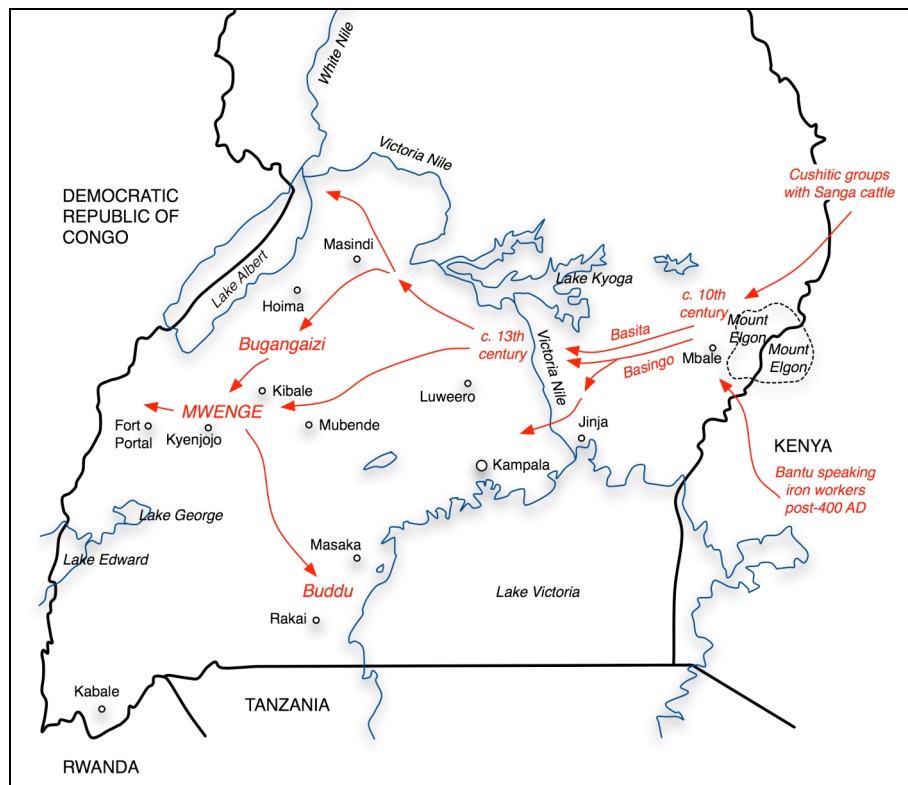 White Nile
Victoria Nile
Cushitic groups
with Sanga cattle
DEMOCRATIC
REPUBLIC OF
CONGO
Masindi
Lake Albert
Lake Kyoga
Hoima
c. 10th
century
Mount
Elgon
Mount
Elgon
Bugangaizi
c. 13th
century
Victoria Nile
Basita
Basingo
Mbale
Kibale
Luweero
MWENGE
Fort
Portal
Kyenjojo
Mubende
Jinja
KENYA
Kampala
Bantu speaking
iron workers
post-400 AD
Lake George
Lake Edward
Masaka
Buddu
Lake Victoria
Rakai
Kabale
TANZANIA
RWANDA